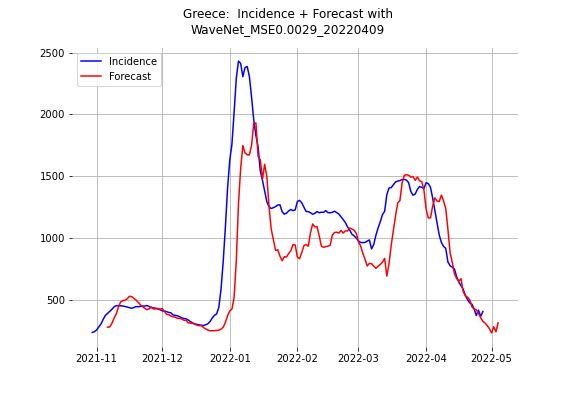 Greece:  Incidence + Forecast with
WaveNet_MSE0.0029_20220409
Incidence
Forecast
2500
2000
1500
1000
500
2021-11 2021-12 2022-01 2022-02 2022-03 2022-04 2022-05